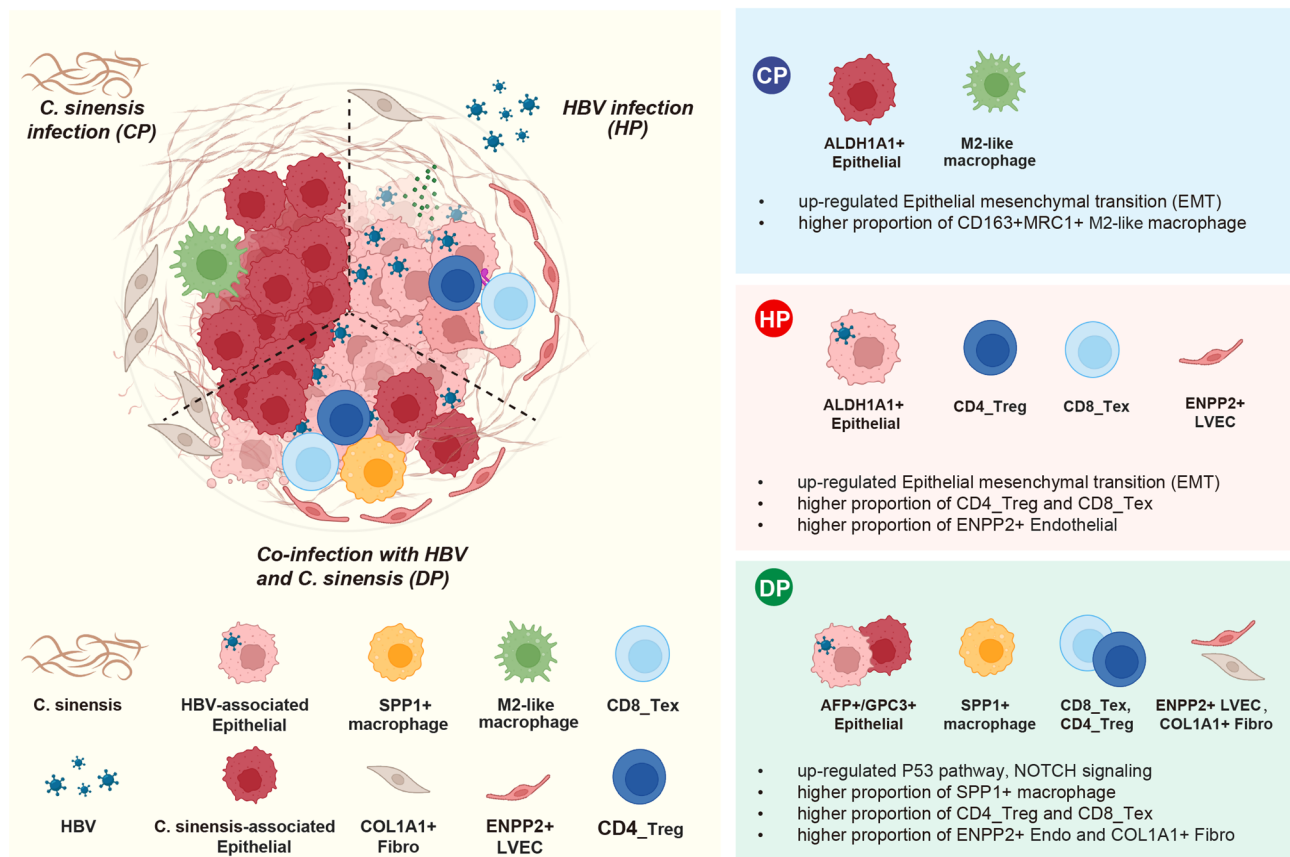 C. sinensis
infection (CP)
HBV infection
(HP)
Co-infection with HBV
and C. sinensis (DP)
C. sinensis
HBV-associated
Epithelial
SPP1+
macrophage
M2-like
macrophage
CD8_Tex
HBV
C. sinensis-associated
Epithelial
COL1A1+
Fibro
ENPP2+
LVEC
CD4_Treg
CP
ALDH1A1+
Epithelial
M2-like
macrophage
• up-regulated Epithelial mesenchymal transition (EMT)
• higher proportion of CD163+MRC1+ M2-like macrophage
HP
ALDH1A1+
Epithelial
CD4_Treg
CD8_Tex
ENPP2+
LVEC
• up-regulated Epithelial mesenchymal transition (EMT)
• higher proportion of CD4_Treg and CD8_Tex
• higher proportion of ENPP2+ Endothelial
DP
AFP+/GPC3+
Epithelial
SPP1+
macrophage
CD8_Tex,
CD4_Treg
ENPP2+ LVEC,
COL1A1+ Fibro
• up-regulated P53 pathway, NOTCH signaling
• higher proportion of SPP1+ macrophage
• higher proportion of CD4_Treg and CD8_Tex
• higher proportion of ENPP2+ Endo and COL1A1+ Fibro